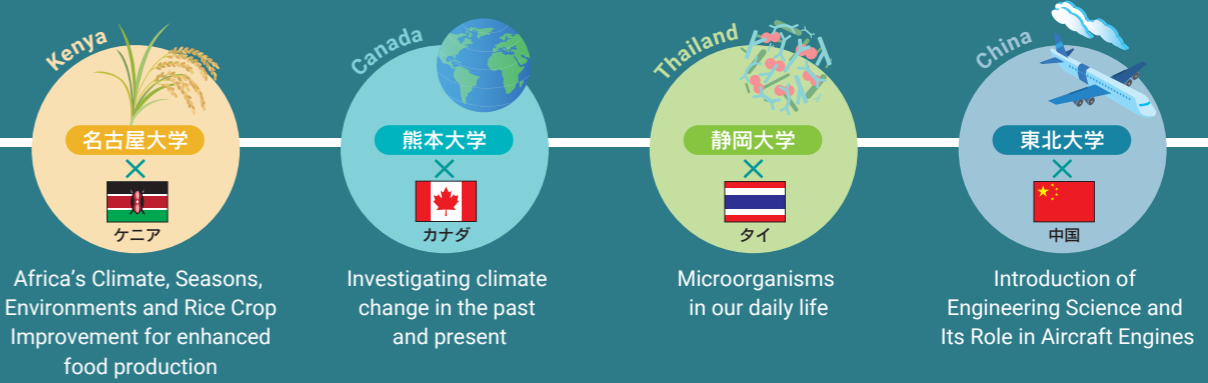 Kenya
名古屋大学
×
ケニア
Africa's Climate, Seasons,
Environments and Rice Crop
Improvement for enhanced
food production
Canada
熊本大学
×
カナダ
Investigating climate
change in the past
and present
Thailand
静岡大学
×
タイ
Microorganisms
in our daily life
China
東北大学
×
中国
Introduction of
Engineering Science and
Its Role in Aircraft Engines